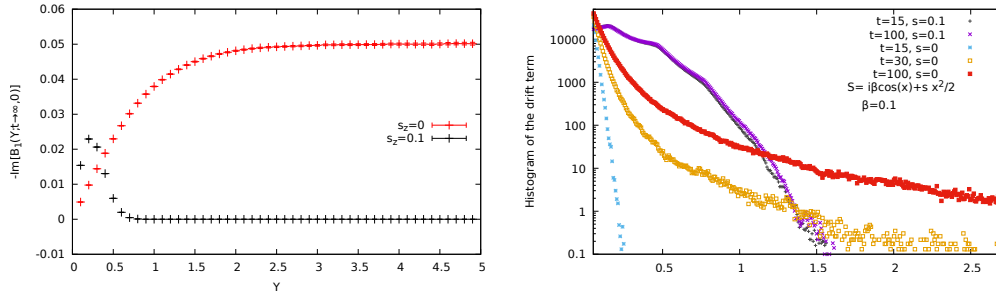 -Im[B₁(Y;t→∞,0)]
0.06
0.05
0.04
0.03
0.02
0.01
0
-0.01
s_z=0
s_z=0.1
0 0.5 1 1.5 2 2.5 3 3.5 4 4.5 5
Y
Histogram of the drift term
10000
1000
100
10
1
0.1
t=15, s=0.1
t=100, s=0.1
t=15, s=0
t=30, s=0
t=100, s=0
S= iβcos(x)+s x²/2
β=0.1
0.5 1 1.5 2 2.5